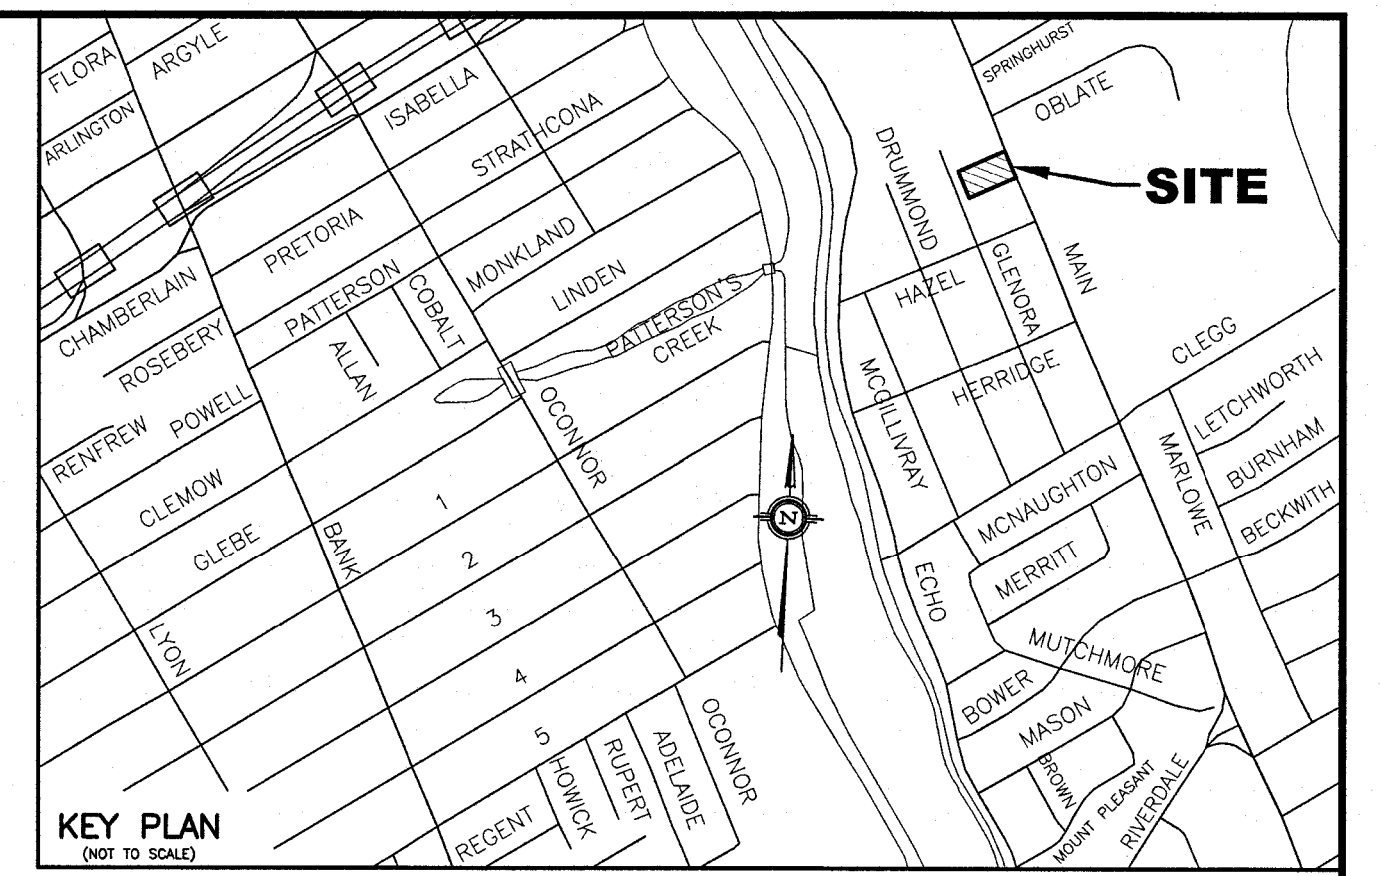 FLORA
ARGYLE
ARLINGTON
ISABELLA
STRATHCONA
SPRINGHURST
OBLATE
DRUMMOND
SITE
PRETORIA
PATTERSON
COBALT
MONKLAND
LINDEN
PATTERSON'S
CREEK
HAZEL
GLENORA
MAIN
CHAMBERLAIN
ROSEBERY
ALLAN
OCONNOR
MCGILLIVRAY
HERRIDGE
CLEGG
RENFREW
POWELL
LETCHWORTH
BURNHAM
BECKWITH
MARLOWE
CLEMOW
GLEBE
BANK
LYON
1
2
3
4
5
N
MCNAUGHTON
MERRITT
ECHO
MUTCHMORE
BOWER
MASON
BROWN
MOUNT PLEASANT
RIVERDALE
OCONNOR
ADELAIDE
RUPERT
HOWICK
REGENT
KEY PLAN
(NOT TO SCALE)